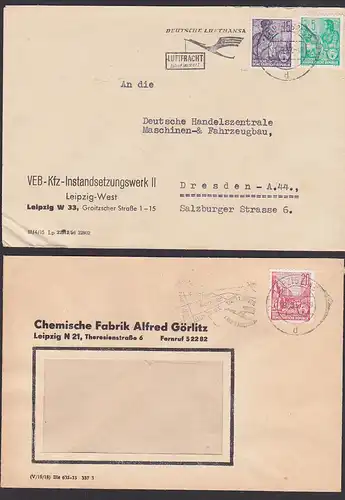 DEUTSCHE LUFTHANSA
LUFTFRACHT
An die
Deutsche Handelszentrale
Maschinen-& Fahrzeugbau,
VEB-Kfz-Instandsetzungswerk II
Leipzig-West
Leipzig W 33, Groitzscher Straße 1-15
Dresden-A.44.,
Salzburger Strasse 6.
Chemische Fabrik Alfred Görlitz
Leipzig N 21, Theresienstraße 6 Fernruf 52282